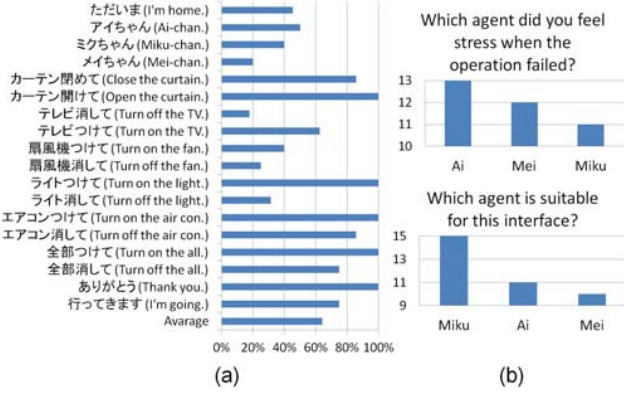 ただいま (I'm home.)
アイちゃん (Ai-chan.)
ミクちゃん (Miku-chan.)
メイちゃん (Mei-chan.)
カーテン閉めて (Close the curtain.)
カーテン開けて (Open the curtain.)
テレビ消して (Turn off the TV.)
テレビつけて (Turn on the TV.)
扇風機つけて (Turn on the fan.)
扇風機消して (Turn off the fan.)
ライトつけて (Turn on the light.)
ライト消して (Turn off the light.)
エアコンつけて (Turn on the air con.)
エアコン消して (Turn off the air con.)
全部つけて (Turn on the all.)
全部消して (Turn off the all.)
ありがとう (Thank you.)
行ってきます (I'm going.)
Avarage
0% 20% 40% 60% 80% 100%
(a)
Which agent did you feel
stress when the
operation failed?
13
12
11
10
Ai Mei Miku
Which agent is suitable
for this interface?
15
13
11
9
Miku Ai Mei
(b)